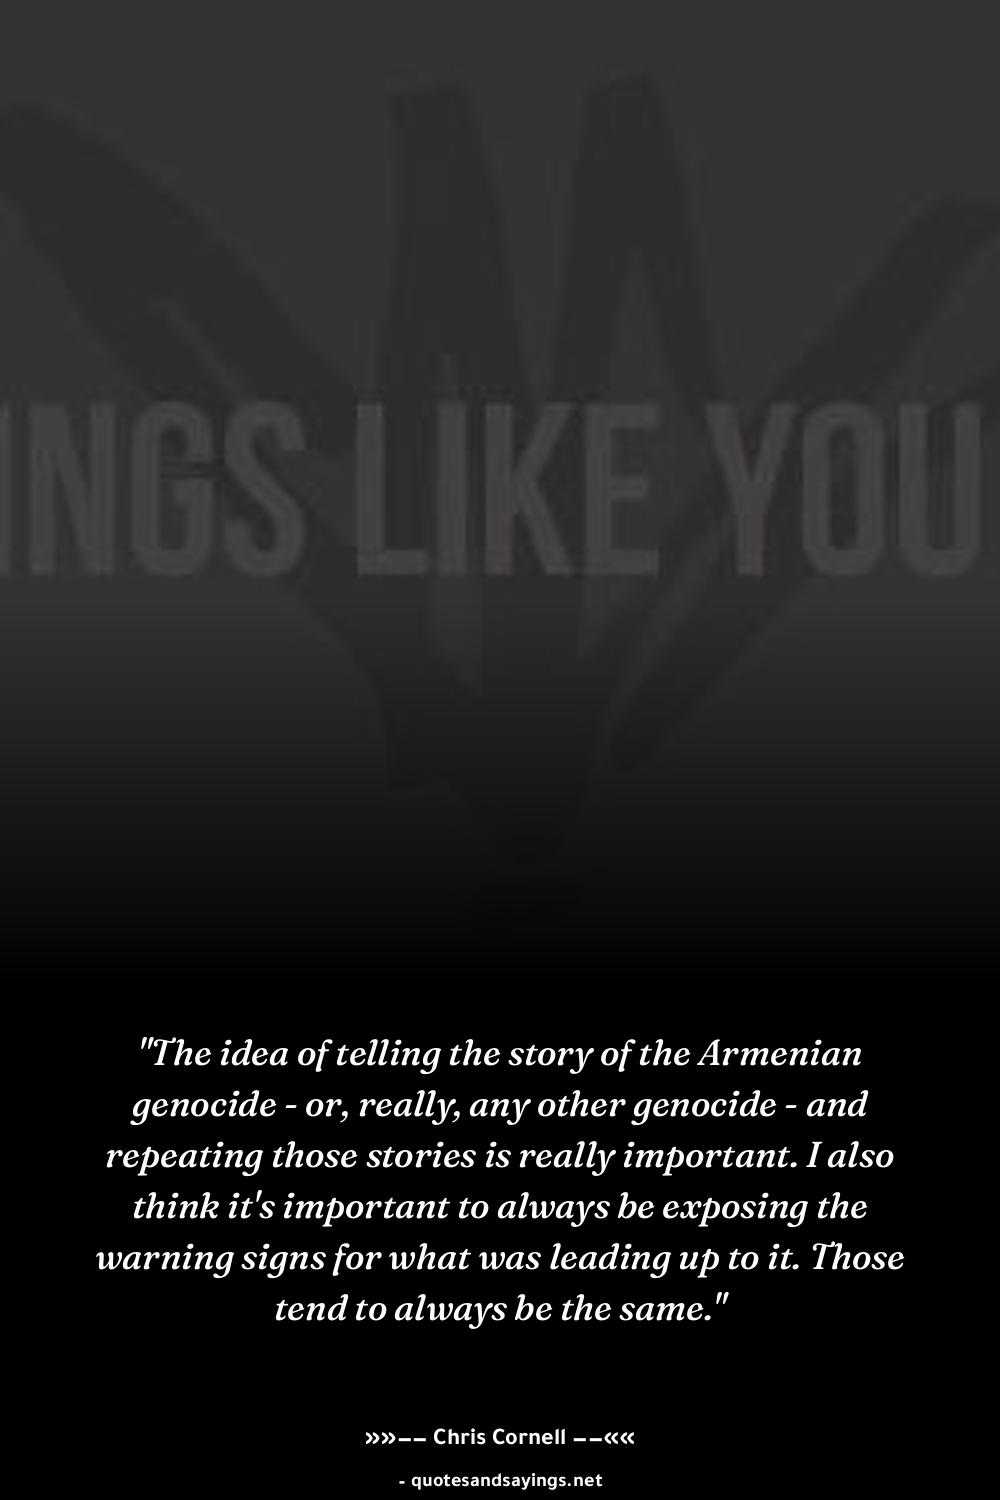 INGS LIKE YOU
"The idea of telling the story of the Armenian
genocide - or, really, any other genocide - and
repeating those stories is really important. I also
think it's important to always be exposing the
warning signs for what was leading up to it. Those
tend to always be the same."
»»—— Chris Cornell ——««
- quotesandsayings.net